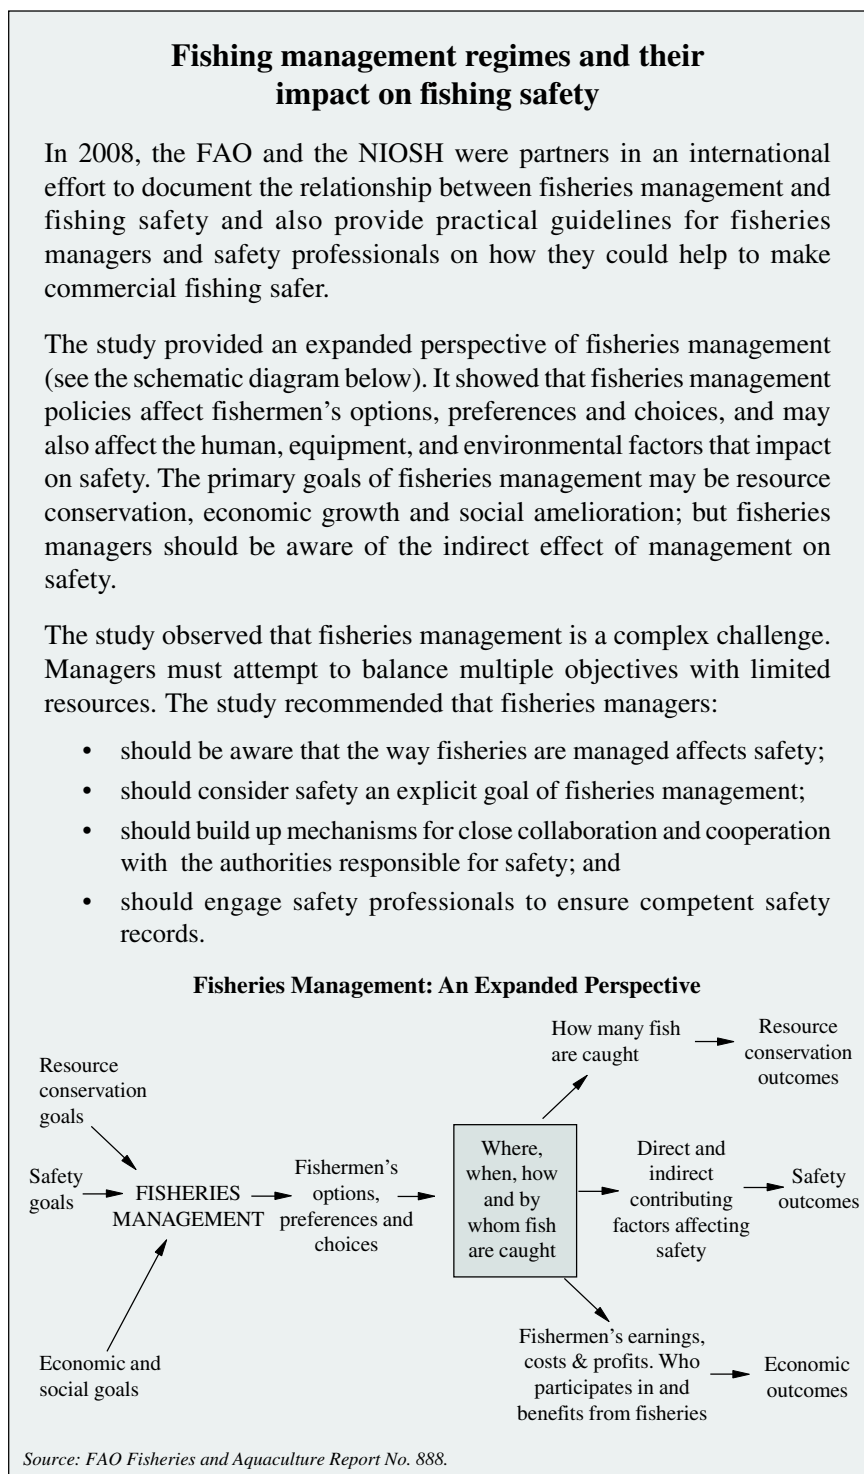 Fishing management regimes and their
impact on fishing safety
In 2008, the FAO and the NIOSH were partners in an international
effort to document the relationship between fisheries management and
fishing safety and also provide practical guidelines for fisheries
managers and safety professionals on how they could help to make
commercial fishing safer.
The study provided an expanded perspective of fisheries management
(see the schematic diagram below). It showed that fisheries management
policies affect fishermen's options, preferences and choices, and may
also affect the human, equipment, and environmental factors that impact
on safety. The primary goals of fisheries management may be resource
conservation, economic growth and social amelioration; but fisheries
managers should be aware of the indirect effect of management on
safety.
The study observed that fisheries management is a complex challenge.
Managers must attempt to balance multiple objectives with limited
resources. The study recommended that fisheries managers:
• should be aware that the way fisheries are managed affects safety;
• should consider safety an explicit goal of fisheries management;
• should build up mechanisms for close collaboration and cooperation
with the authorities responsible for safety; and
• should engage safety professionals to ensure competent safety
records.
Fisheries Management: An Expanded Perspective
Resource
conservation
goals
Safety
goals
Economic and
social goals
FISHERIES
MANAGEMENT
Fishermen's
options,
preferences and
choices
Where,
when, how
and by
whom fish
are caught
How many fish
are caught
Resource
conservation
outcomes
Direct and
indirect
contributing
factors affecting
safety
Safety
outcomes
Fishermen's earnings,
costs & profits. Who
participates in and
benefits from fisheries
Economic
outcomes
Source: FAO Fisheries and Aquaculture Report No. 888.